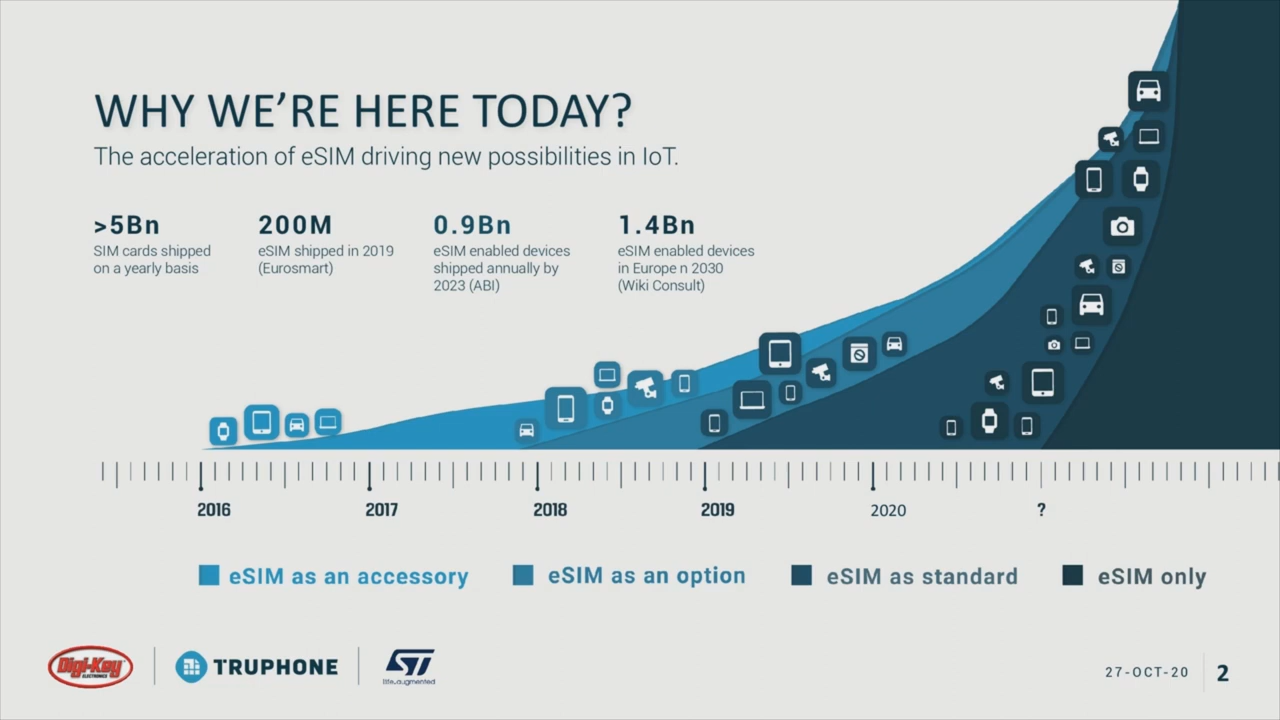 WHY WE'RE HERE TODAY?
The acceleration of eSIM driving new possibilities in IoT.
>5Bn
SIM cards shipped
on a yearly basis
200M
eSIM shipped in 2019
(Eurosmart)
0.9Bn
eSIM enabled devices
shipped annually by
2023 (ABI)
1.4Bn
eSIM enabled devices
in Europe n 2030
(Wiki Consult)
2016 2017 2018 2019 2020 ?
eSIM as an accessory eSIM as an option eSIM as standard eSIM only
Digi-Key
ELECTRONICS
TRUPHONE
ST
life.augmented
27-OCT-20 2